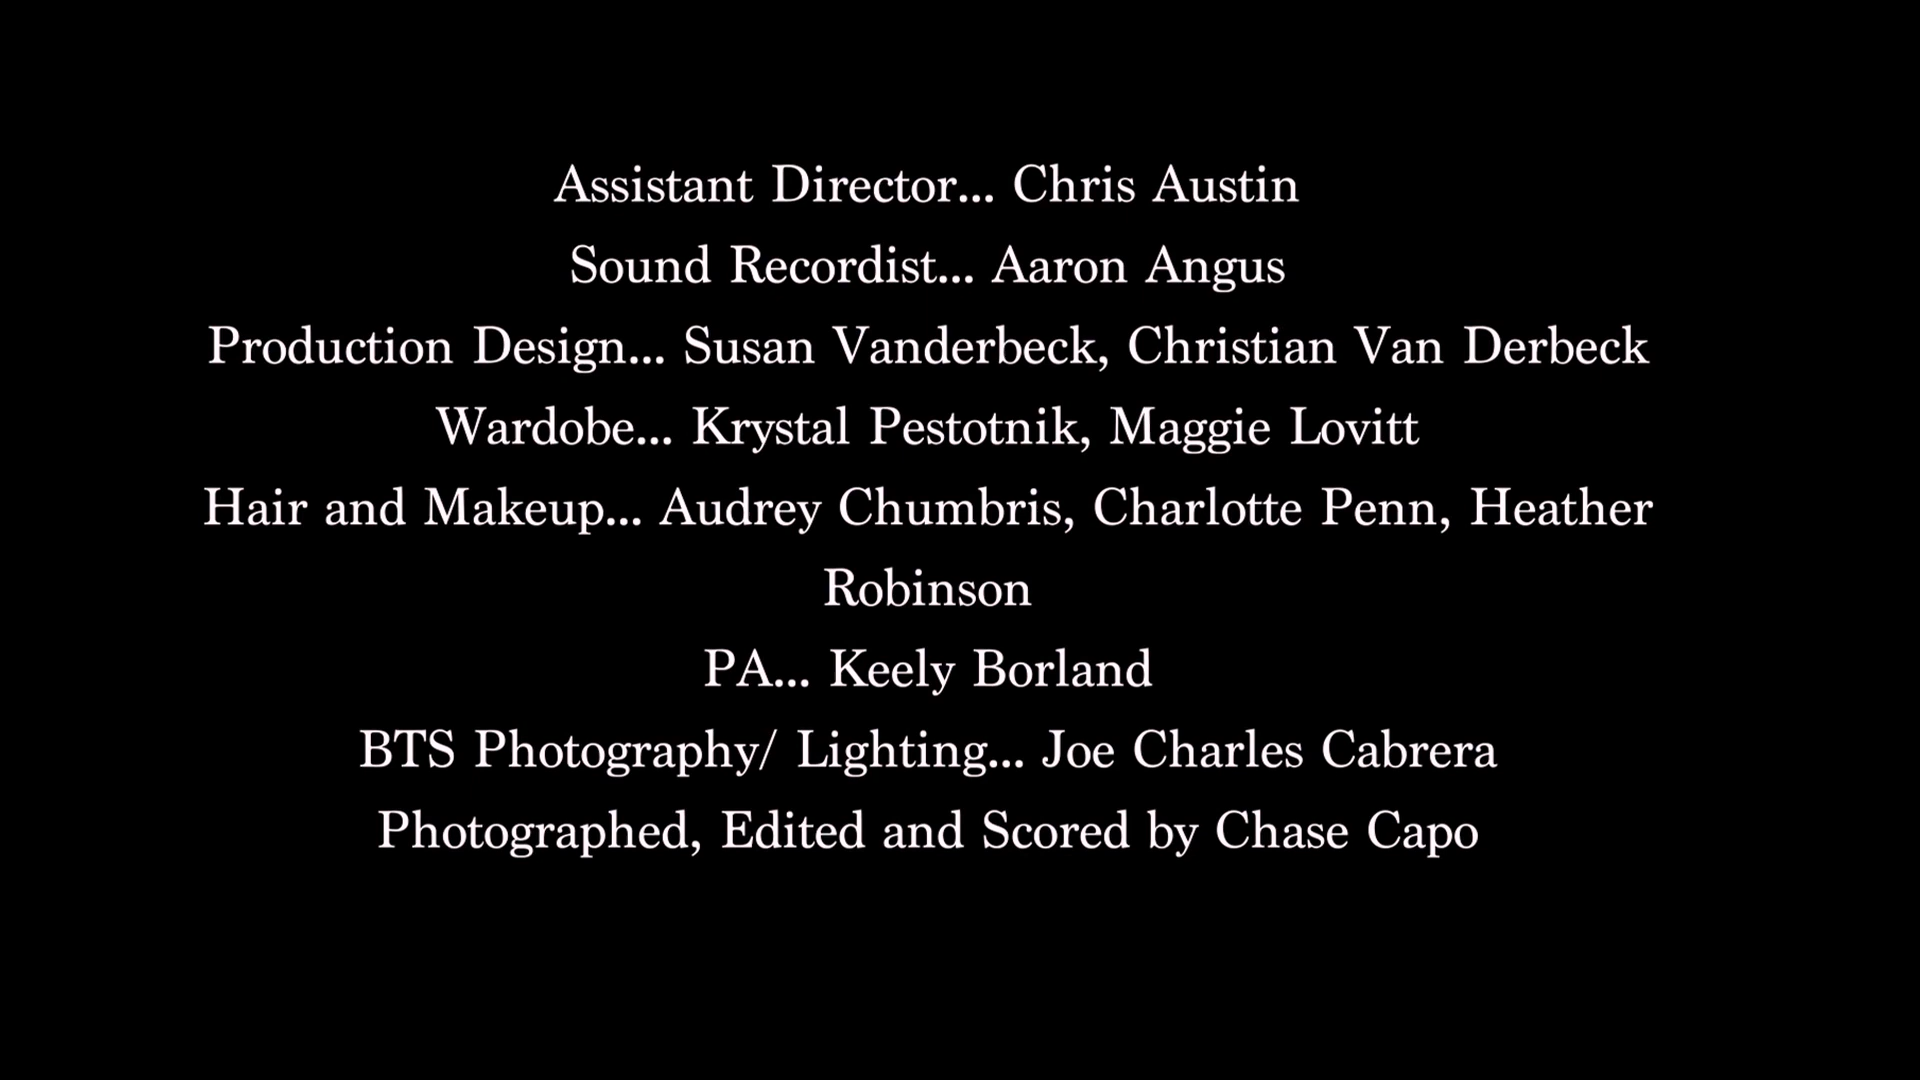 Assistant Director... Chris Austin
Sound Recordist... Aaron Angus
Production Design... Susan Vanderbeck, Christian Van Derbeck
Wardobe... Krystal Pestotnik, Maggie Lovitt
Hair and Makeup... Audrey Chumbris, Charlotte Penn, Heather
Robinson
PA... Keely Borland
BTS Photography/ Lighting... Joe Charles Cabrera
Photographed, Edited and Scored by Chase Capo